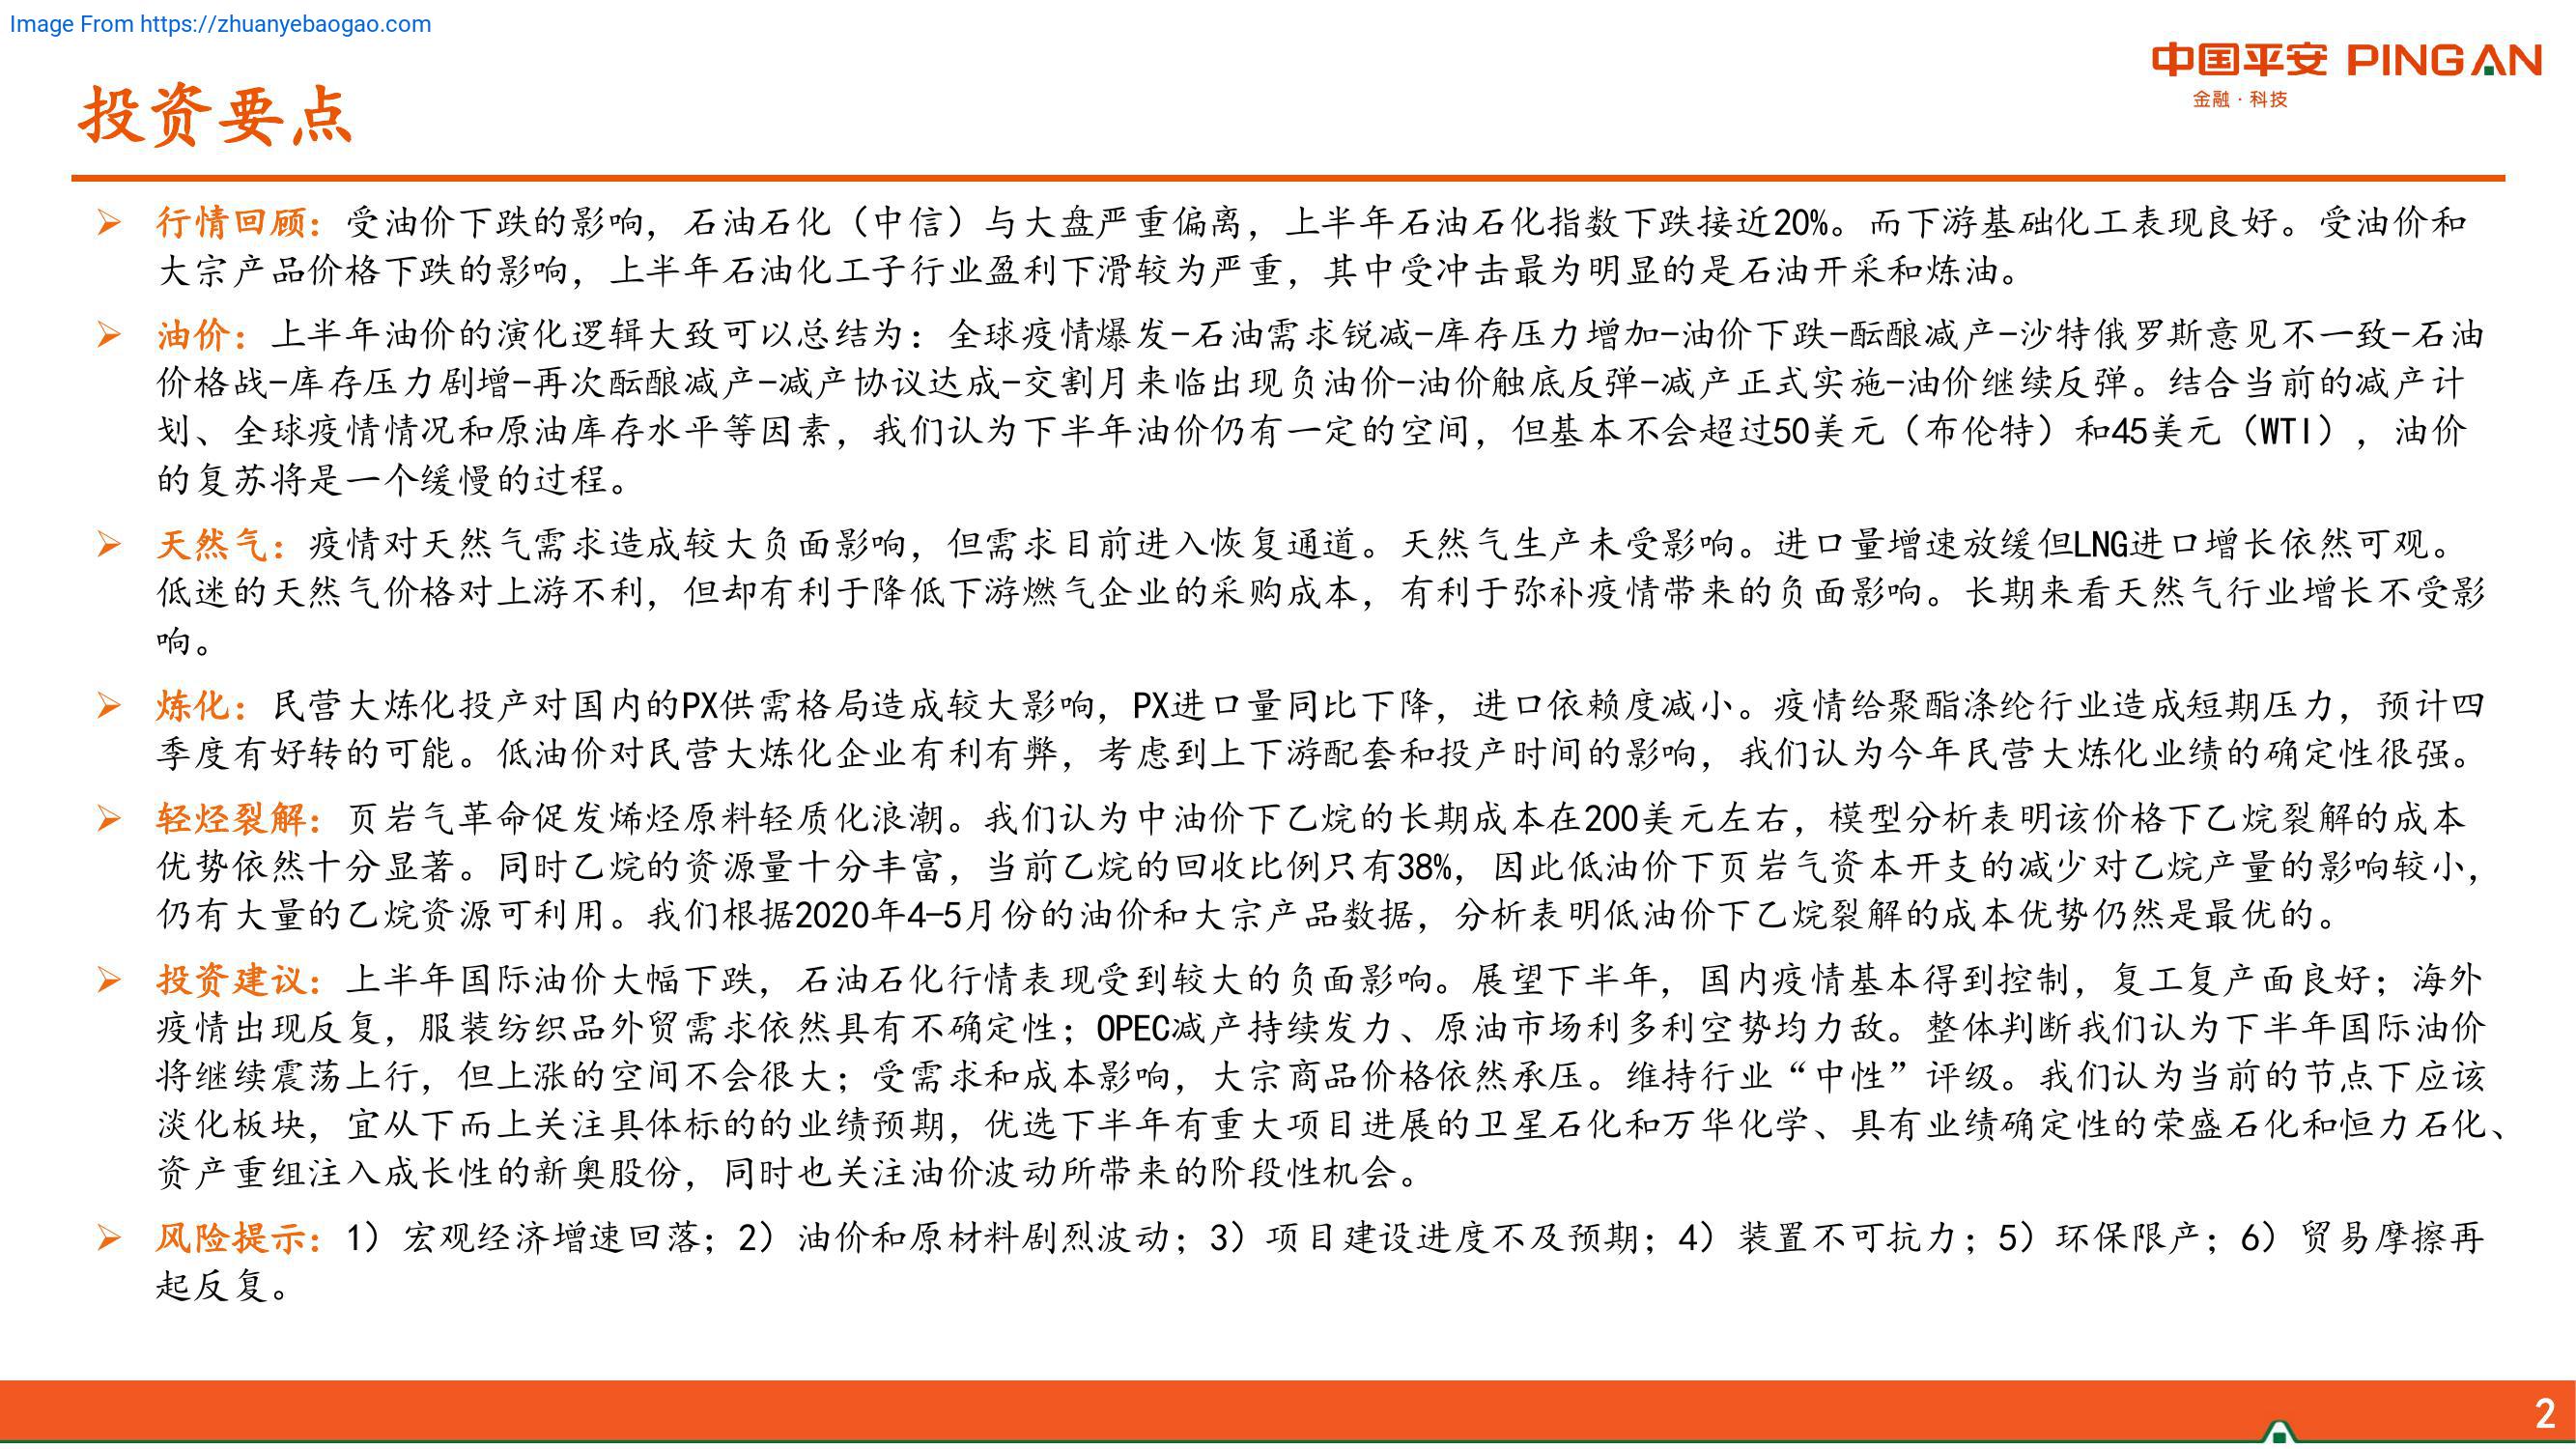 Image From https://zhuanyebaogao.com
中国平安 PING AN
金融·科技
投资要点
行情回顾：受油价下跌的影响，石油石化（中信）与大盘严重偏离，上半年石油石化指数下跌接近20%。而下游基础化工表现良好。受油价和
大宗产品价格下跌的影响，上半年石油化工子行业盈利下滑较为严重，其中受冲击最为明显的是石油开采和炼油。
油价：上半年油价的演化逻辑大致可以总结为：全球疫情爆发-石油需求锐减-库存压力增加-油价下跌-酝酿减产-沙特俄罗斯意见不一致-石油
价格战-库存压力剧增-再次酝酿减产-减产协议达成-交割月来临出现负油价-油价触底反弹-减产正式实施-油价继续反弹。结合当前的减产计
划、全球疫情情况和原油库存水平等因素，我们认为下半年油价仍有一定的空间，但基本不会超过50美元（布伦特）和45美元（WTI），油价
的复苏将是一个缓慢的过程。
天然气：疫情对天然气需求造成较大负面影响，但需求目前进入恢复通道。天然气生产未受影响。进口量增速放缓但LNG进口增长依然可观。
低迷的天然气价格对上游不利，但却有利于降低下游燃气企业的采购成本，有利于弥补疫情带来的负面影响。长期来看天然气行业增长不受影
响。
炼化：民营大炼化投产对国内的PX供需格局造成较大影响，PX进口量同比下降，进口依赖度减小。疫情给聚酯涤纶行业造成短期压力，预计四
季度有好转的可能。低油价对民营大炼化企业有利有弊，考虑到上下游配套和投产时间的影响，我们认为今年民营大炼化业绩的确定性很强。
轻烃裂解：页岩气革命促发烯烃原料轻质化浪潮。我们认为中油价下乙烷的长期成本在200美元左右，模型分析表明该价格下乙烷裂解的成本
优势依然十分显著。同时乙烷的资源量十分丰富，当前乙烷的回收比例只有38%，因此低油价下页岩气资本开支的减少对乙烷产量的影响较小，
仍有大量的乙烷资源可利用。我们根据2020年4-5月份的油价和大宗产品数据，分析表明低油价下乙烷裂解的成本优势仍然是最优的。
投资建议：上半年国际油价大幅下跌，石油石化行情表现受到较大的负面影响。展望下半年，国内疫情基本得到控制，复工复产面良好；海外
疫情出现反复，服装纺织品外贸需求依然具有不确定性；OPEC减产持续发力、原油市场利多利空势均力敌。整体判断我们认为下半年国际油价
将继续震荡上行，但上涨的空间不会很大；受需求和成本影响，大宗商品价格依然承压。维持行业“中性”评级。我们认为当前的节点下应该
淡化板块，宜从下而上关注具体标的的业绩预期，优选下半年有重大项目进展的卫星石化和万华化学、具有业绩确定性的荣盛石化和恒力石化、
资产重组注入成长性的新奥股份，同时也关注油价波动所带来的阶段性机会。
风险提示：1）宏观经济增速回落；2）油价和原材料剧烈波动；3）项目建设进度不及预期；4）装置不可抗力；5）环保限产；6）贸易摩擦再
起反复。
2